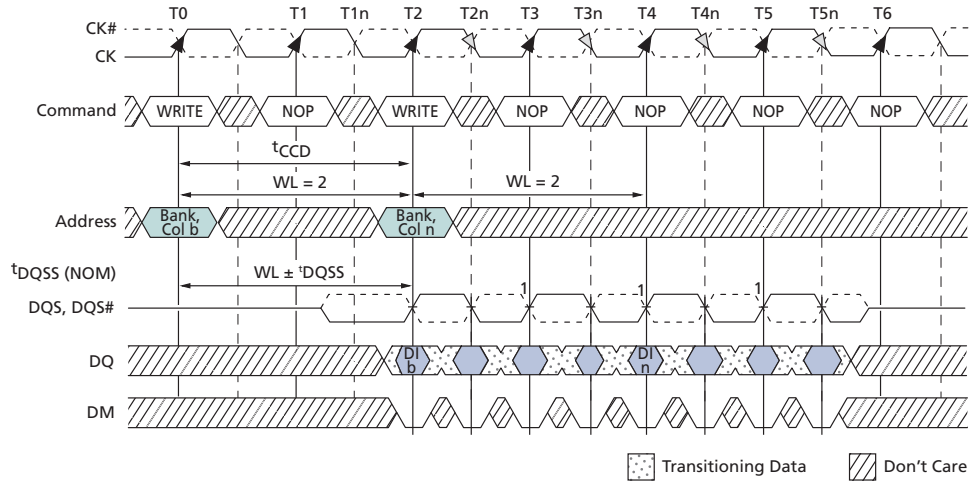 T0 T1 T1n T2 T2n T3 T3n T4 T4n T5 T5n T6
CK#
CK
Command WRITE NOP WRITE NOP NOP NOP NOP
tCCD
WL = 2 WL = 2
Address Bank, Col b Bank, Col n
tDQSS (NOM) WL ± tDQSS
DQS, DQS# 1 1 1
DQ DI b DI n
DM
Transitioning Data Don't Care